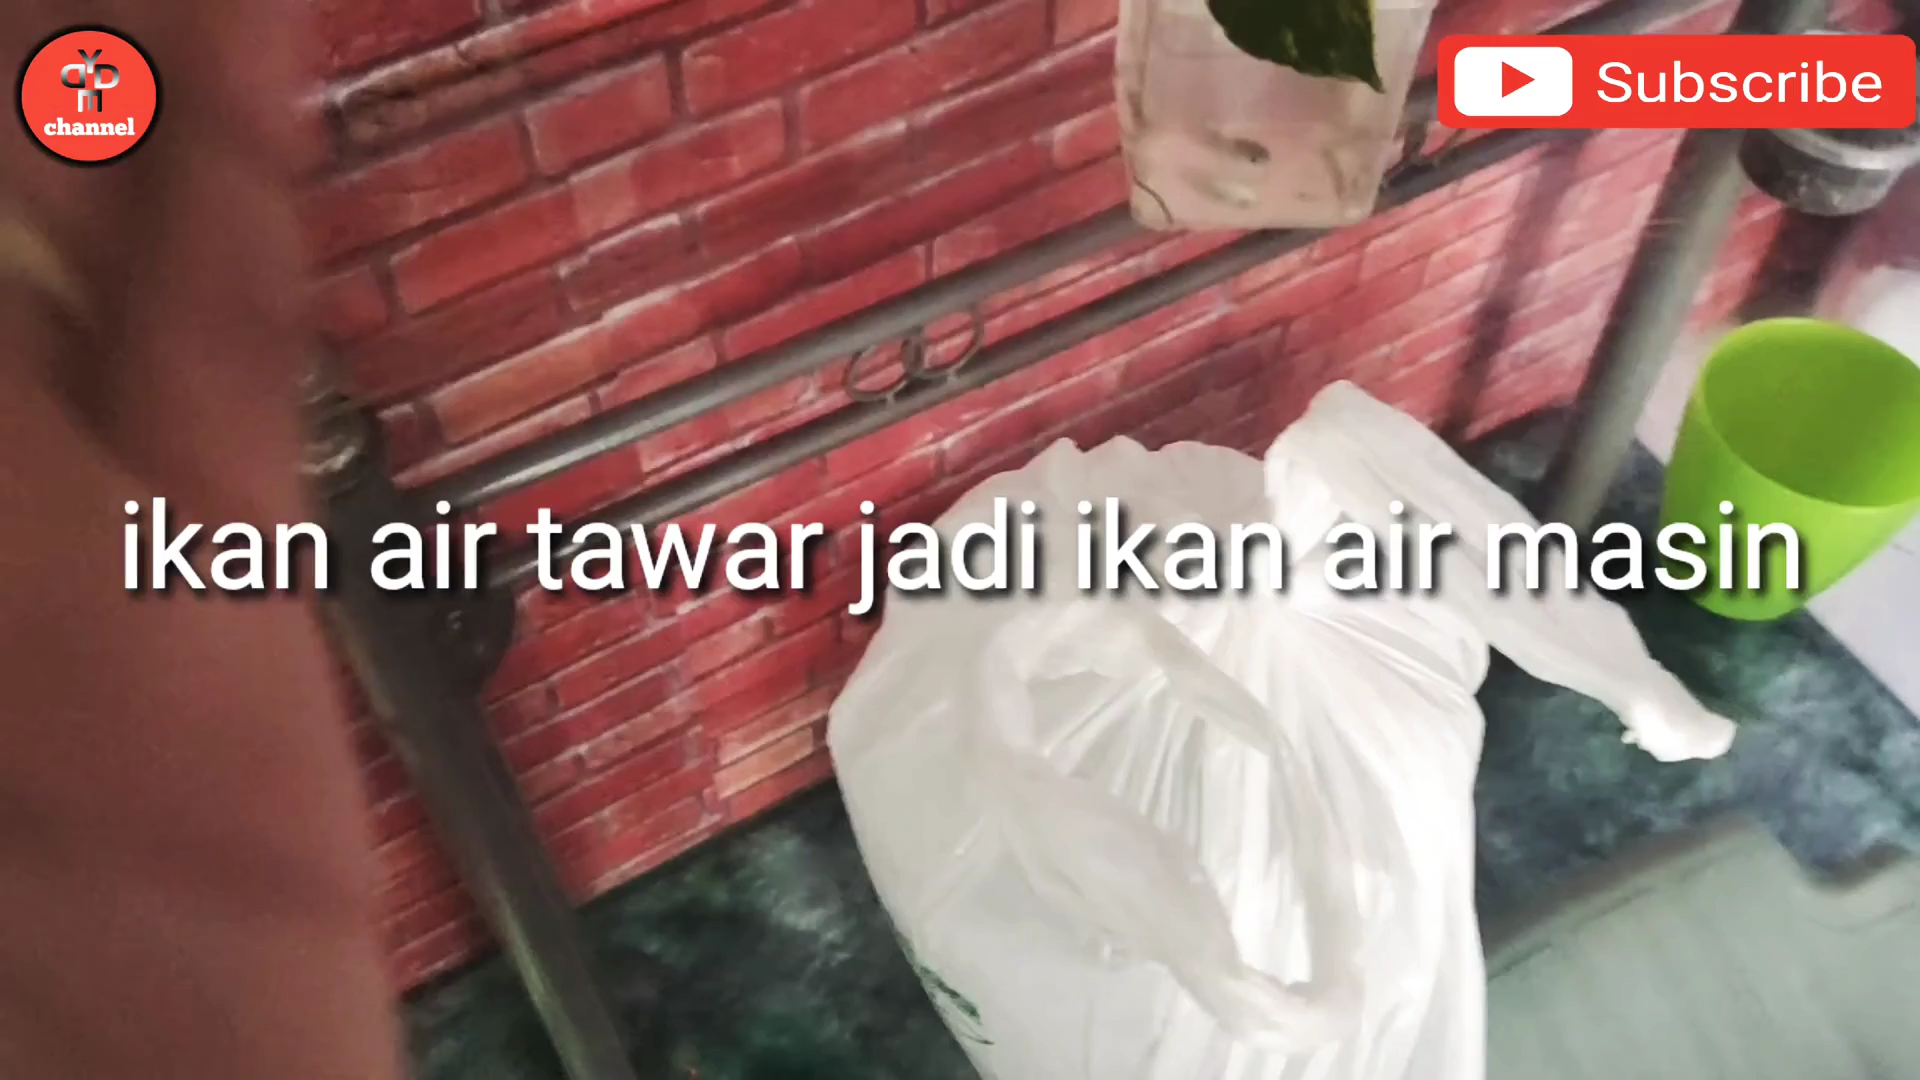 channel
Subscribe
ikan air tawar jadi ikan air masin